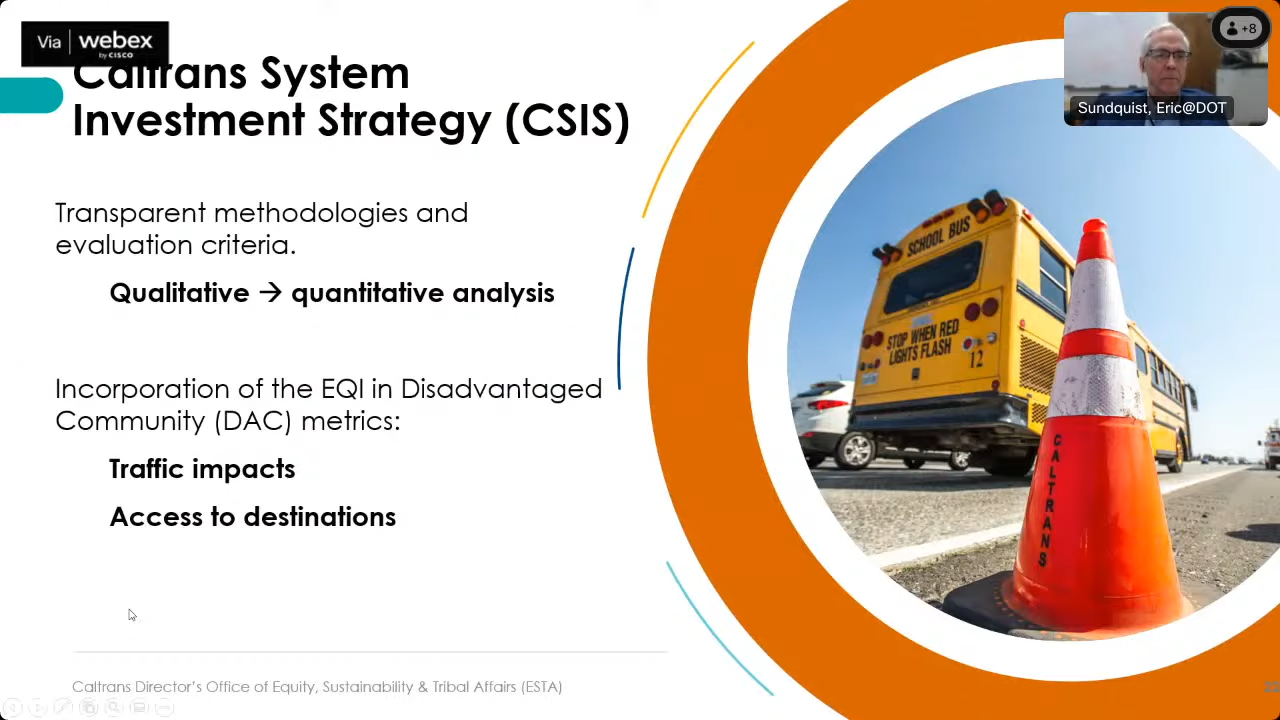 Via webex
by CISCO
Caltrans System
Investment Strategy (CSIS)
+8
Sundquist, Eric@DOT
Transparent methodologies and
evaluation criteria.
Qualitative → quantitative analysis
Incorporation of the EQI in Disadvantaged
Community (DAC) metrics:
Traffic impacts
Access to destinations
SCHOOL BUS
STOP WHEN RED
LIGHTS FLASH
12
CALTRANS
Caltrans Director's Office of Equity, Sustainability & Tribal Affairs (ESTA)